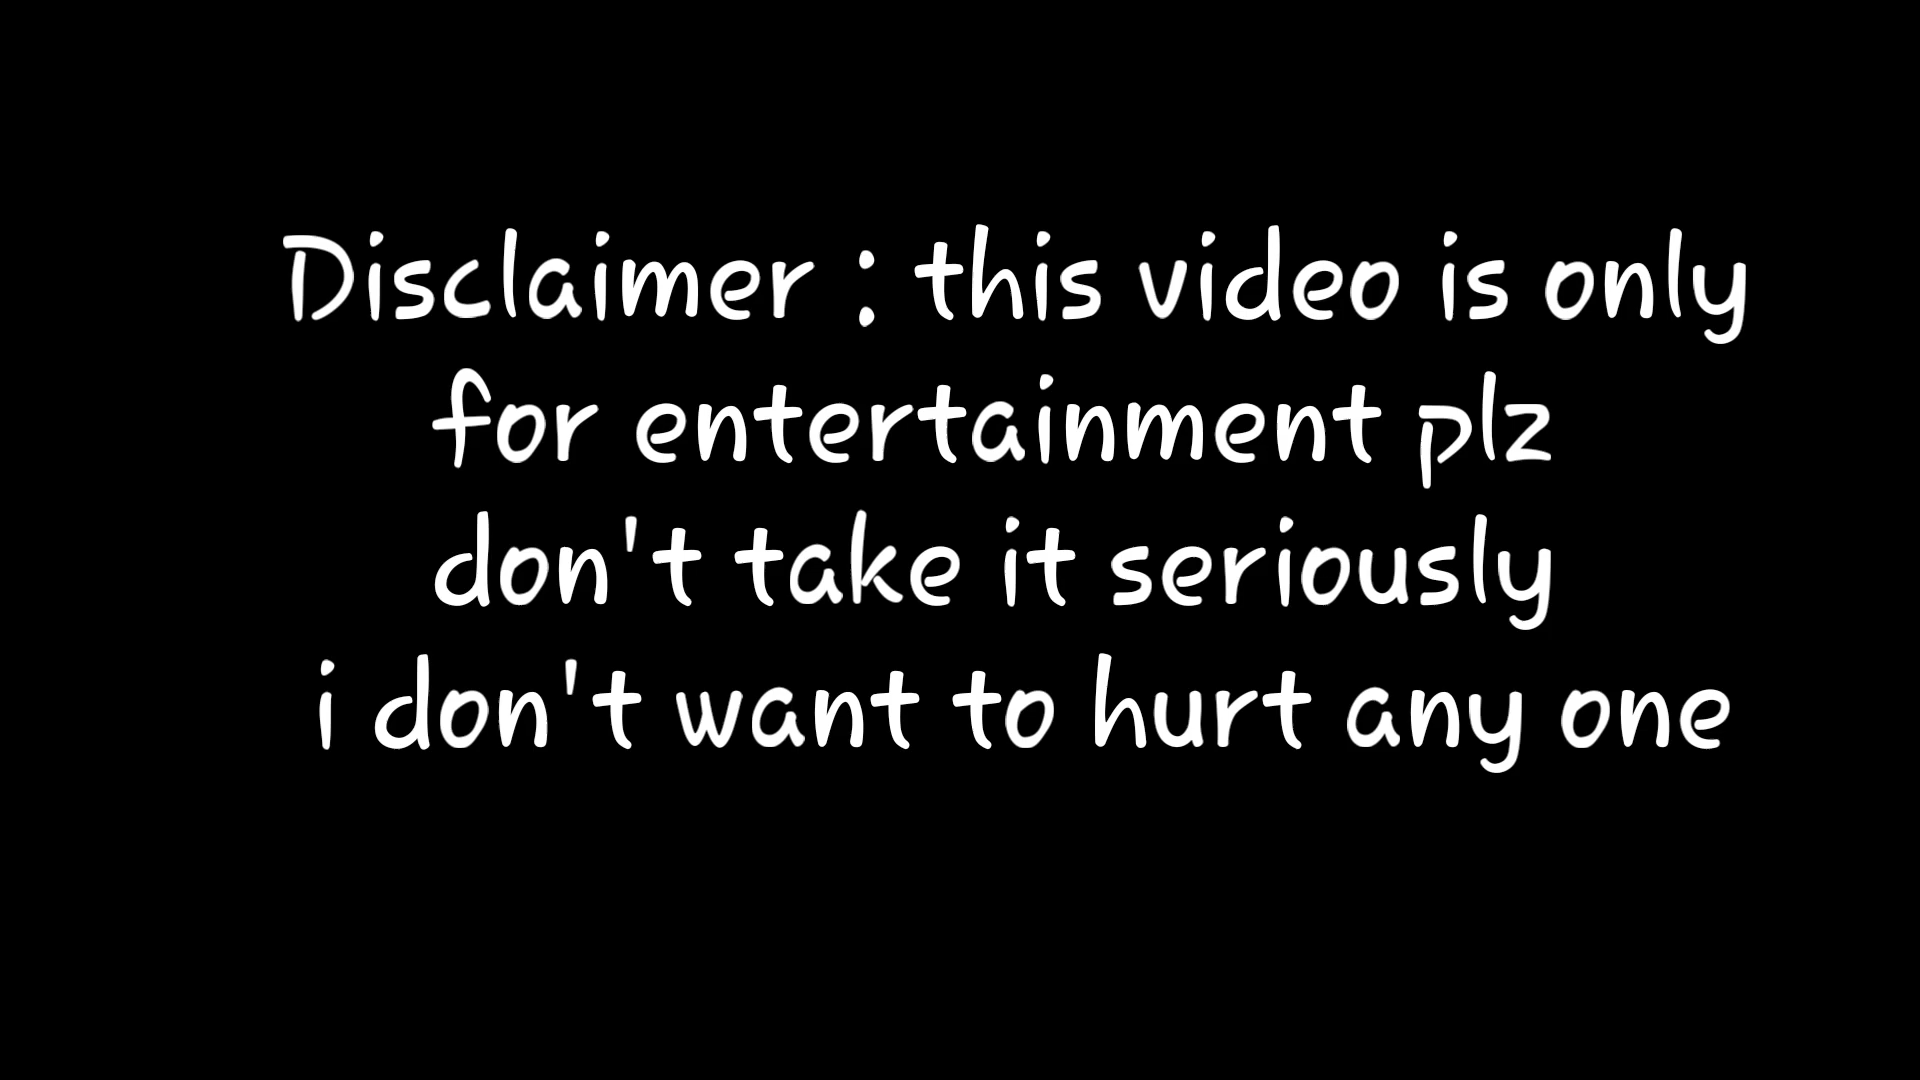 Disclaimer : this video is only
for entertainment plz
don't take it seriously
i don't want to hurt any one